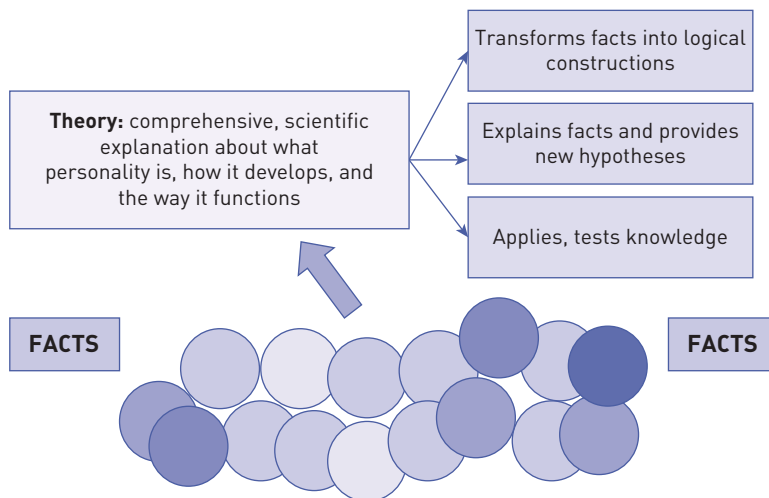 Transforms facts into logical
constructions
Theory: comprehensive, scientific
explanation about what
personality is, how it develops, and
the way it functions
Explains facts and provides
new hypotheses
Applies, tests knowledge
FACTS
FACTS